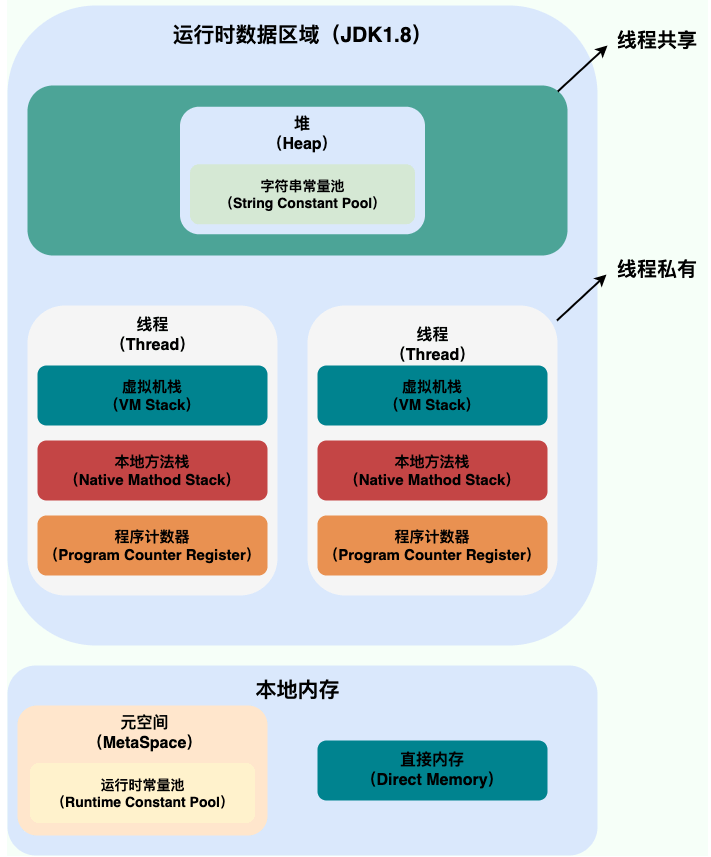 运行时数据区域（JDK1.8）
线程共享
堆
（Heap）
字符串常量池
（String Constant Pool）
线程私有
线程
（Thread）
虚拟机栈
（VM Stack）
本地方法栈
（Native Mathod Stack）
程序计数器
（Program Counter Register）
线程
（Thread）
虚拟机栈
（VM Stack）
本地方法栈
（Native Mathod Stack）
程序计数器
（Program Counter Register）
本地内存
元空间
（MetaSpace）
运行时常量池
（Runtime Constant Pool）
直接内存
（Direct Memory）